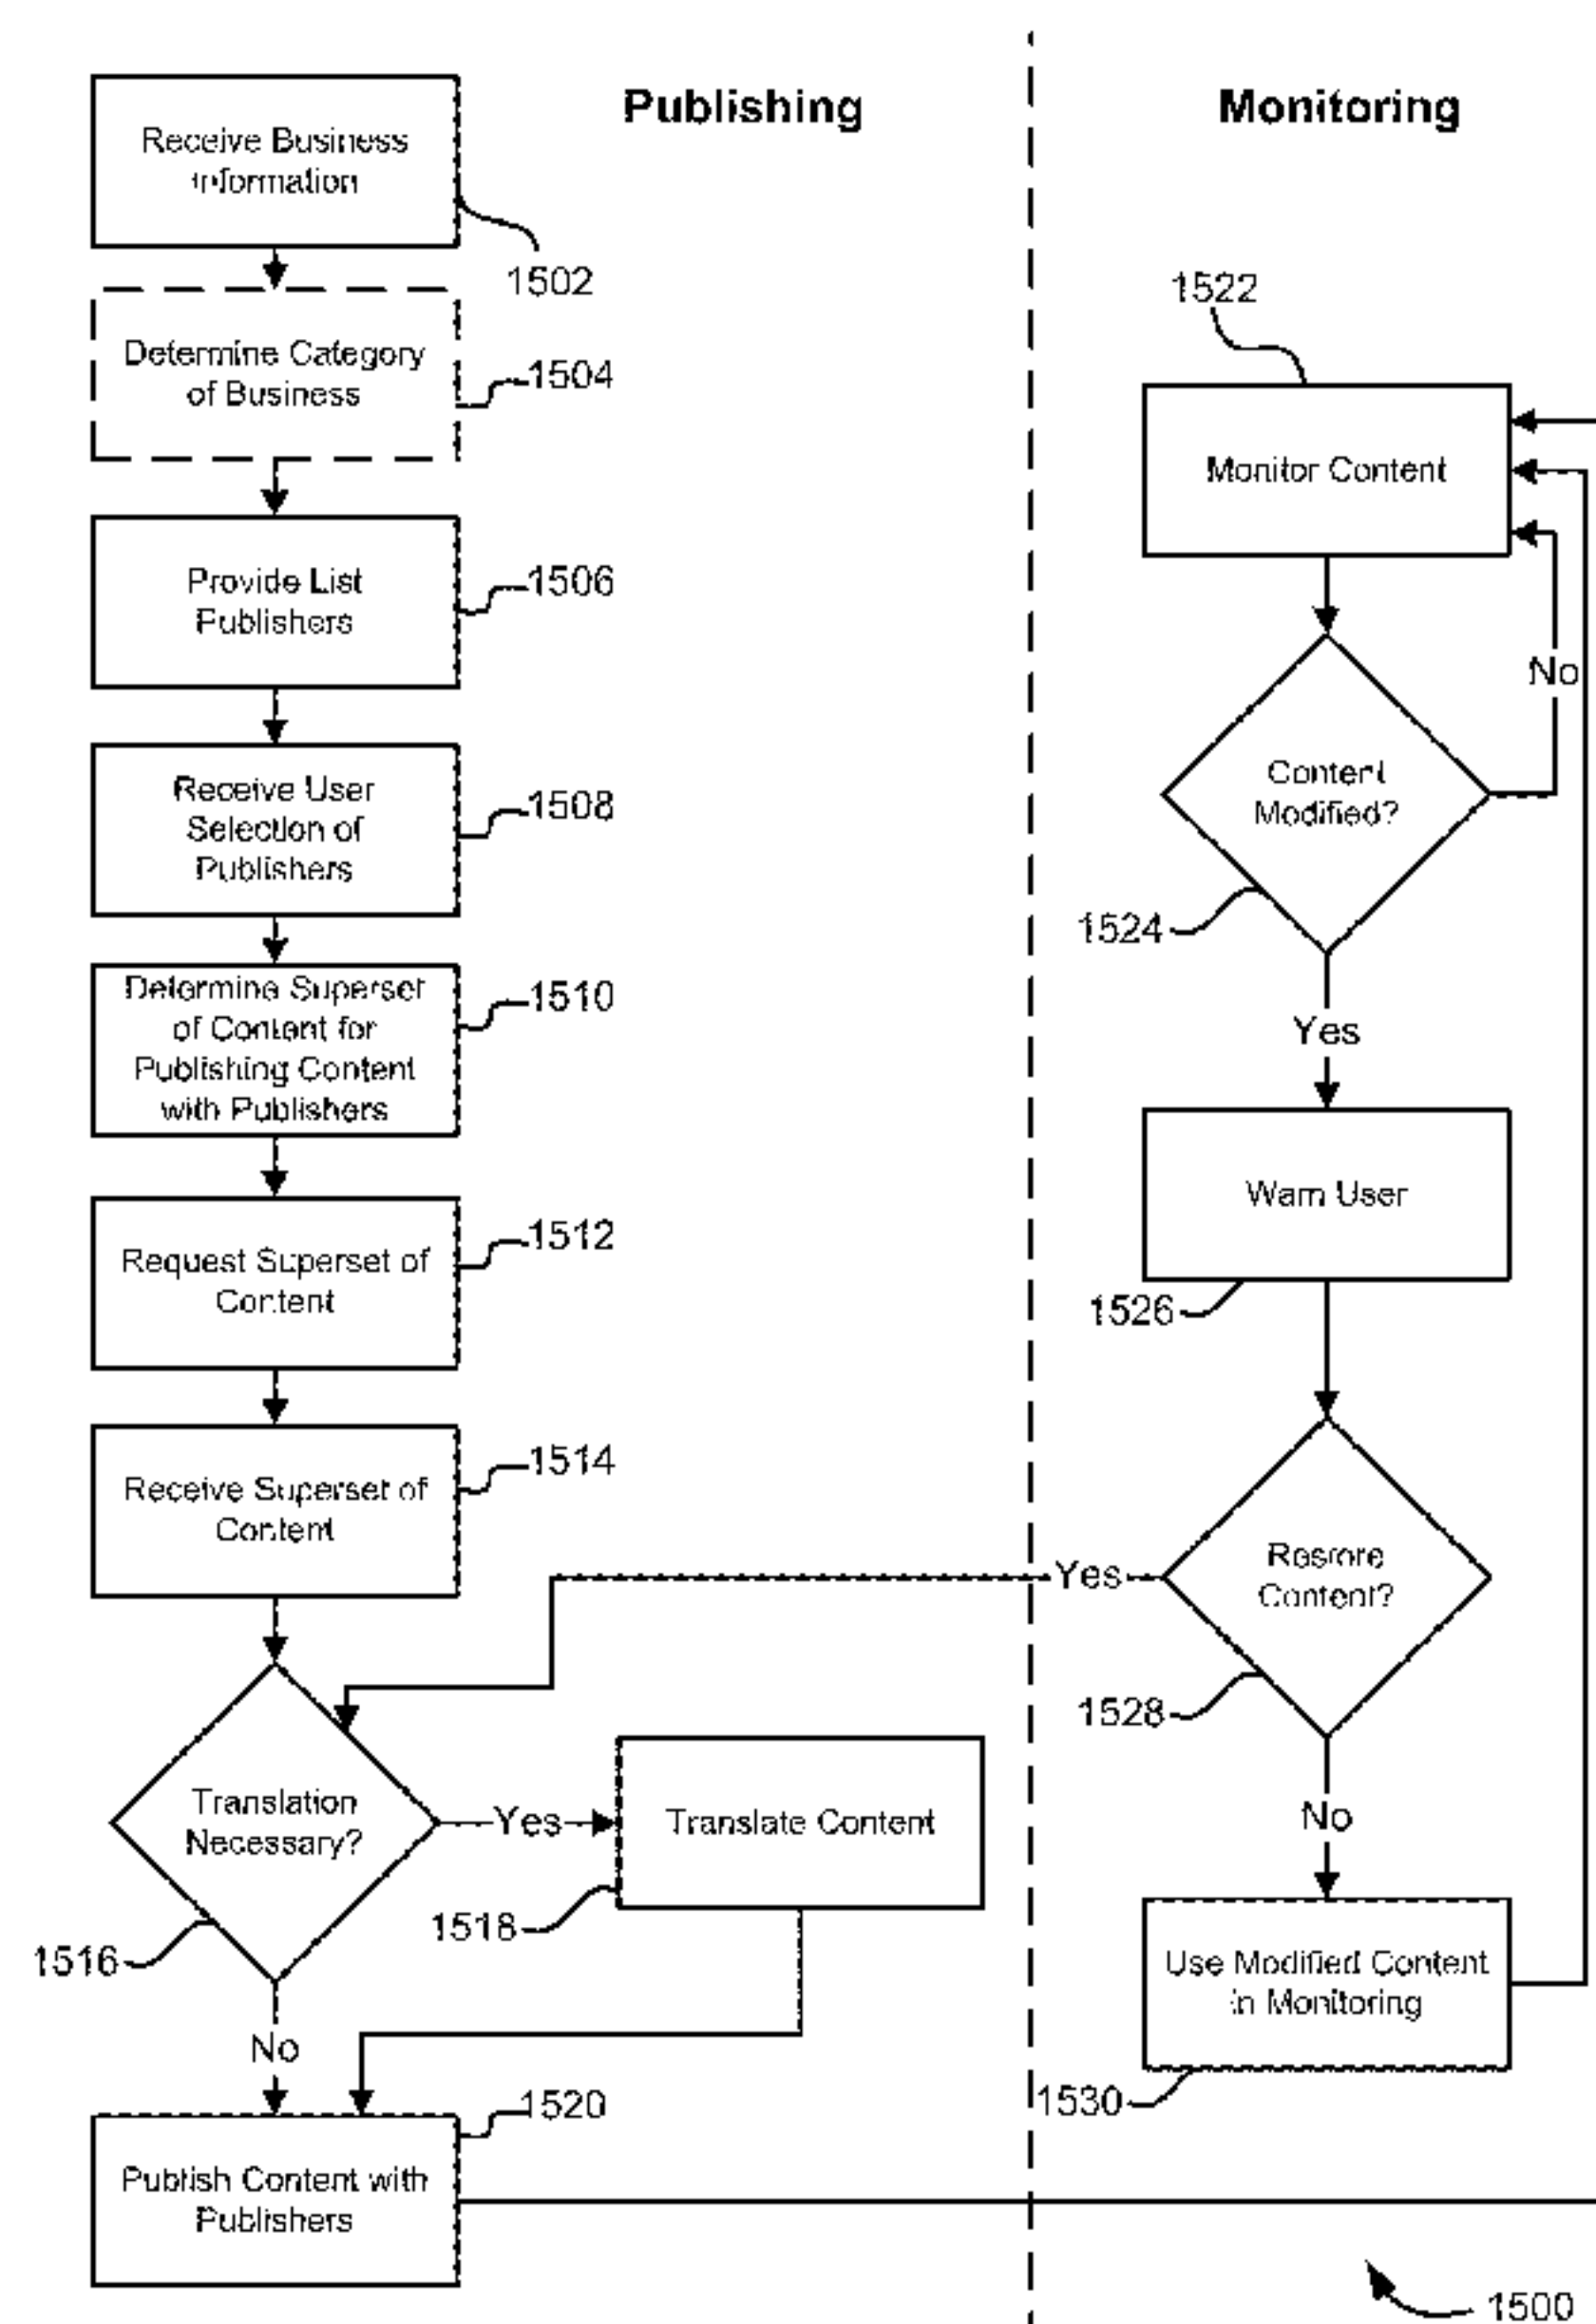 Publishing
Receive Business
Information
1502
Determine Category
of Business
1504
Provide List
Publishers
1506
Receive User
Selection of
Publishers
1508
Determine Superset
of Content for
Publishing Content
with Publishers
1510
Request Superset of
Content
1512
Receive Superset of
Content
1514
Translation
Necessary?
1516
Yes
Translate Content
1518
No
Publish Content with
Publishers
1520
Monitoring
1522
Monitor Content
No
Content
Modified?
1524
Yes
Warn User
1526
Restore
Content?
Yes
1528
No
Use Modified Content
in Monitoring
1530
1500